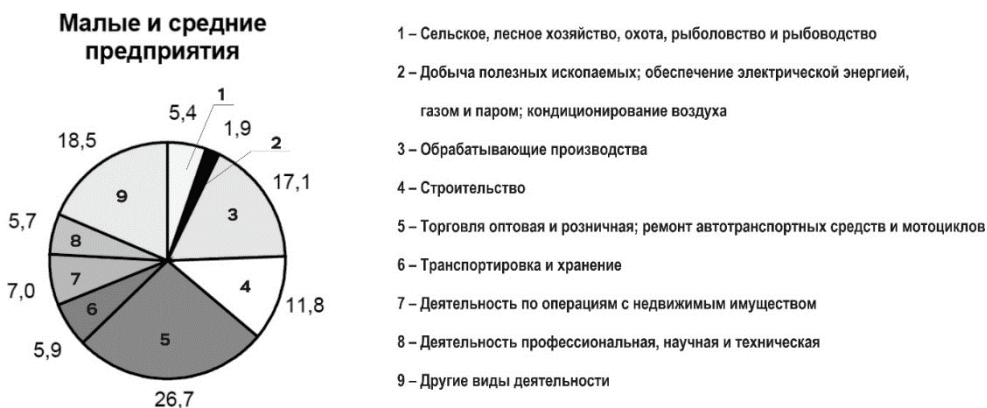 Малые и средние
предприятия
1
5,4
1,9
2
18,5
17,1
9
3
5,7
8
7
4
7,0
11,8
6
5
5,9
26,7
1 – Сельское, лесное хозяйство, охота, рыболовство и рыбоводство
2 – Добыча полезных ископаемых; обеспечение электрической энергией,
газом и паром; кондиционирование воздуха
3 – Обрабатывающие производства
4 – Строительство
5 – Торговля оптовая и розничная; ремонт автотранспортных средств и мотоциклов
6 – Транспортировка и хранение
7 – Деятельность по операциям с недвижимым имуществом
8 – Деятельность профессиональная, научная и техническая
9 – Другие виды деятельности